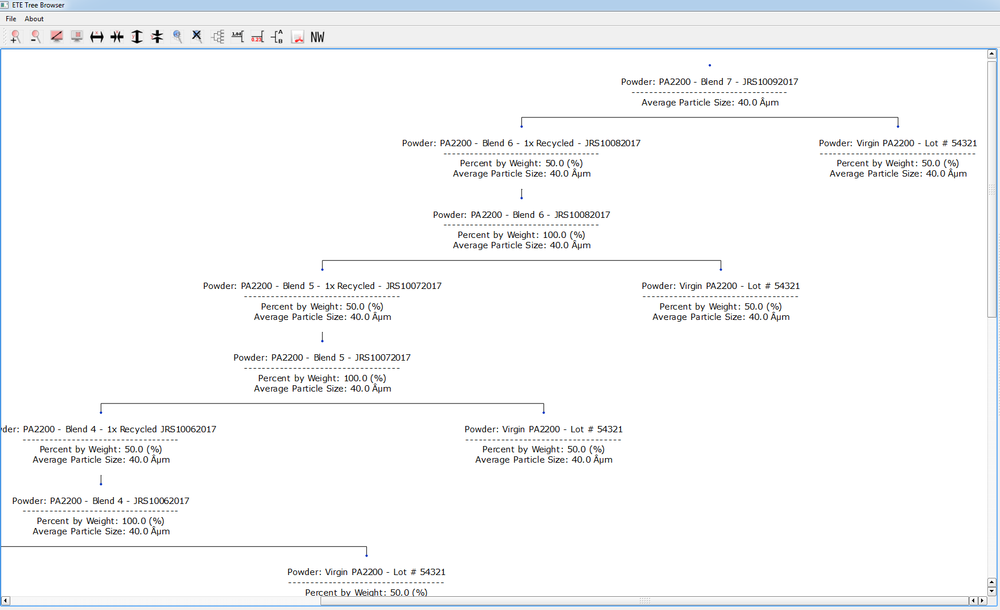 ETE Tree Browser
File About
1.04 0.23 A B NW
Powder: PA2200 - Blend 7 - JRS10092017
-----------------------------------
Average Particle Size: 40.0 Âµm
Powder: PA2200 - Blend 6 - 1x Recycled - JRS10082017
-----------------------------------
Percent by Weight: 50.0 (%)
Average Particle Size: 40.0 Âµm
Powder: Virgin PA2200 - Lot # 54321
-----------------------------------
Percent by Weight: 50.0 (%)
Average Particle Size: 40.0 Âµm
Powder: PA2200 - Blend 6 - JRS10082017
-----------------------------------
Percent by Weight: 100.0 (%)
Average Particle Size: 40.0 Âµm
Powder: PA2200 - Blend 5 - 1x Recycled - JRS10072017
-----------------------------------
Percent by Weight: 50.0 (%)
Average Particle Size: 40.0 Âµm
Powder: Virgin PA2200 - Lot # 54321
-----------------------------------
Percent by Weight: 50.0 (%)
Average Particle Size: 40.0 Âµm
Powder: PA2200 - Blend 5 - JRS10072017
-----------------------------------
Percent by Weight: 100.0 (%)
Average Particle Size: 40.0 Âµm
der: PA2200 - Blend 4 - 1x Recycled JRS10062017
-----------------------------------
Percent by Weight: 50.0 (%)
Average Particle Size: 40.0 Âµm
Powder: Virgin PA2200 - Lot # 54321
-----------------------------------
Percent by Weight: 50.0 (%)
Average Particle Size: 40.0 Âµm
Powder: PA2200 - Blend 4 - JRS10062017
-----------------------------------
Percent by Weight: 100.0 (%)
Average Particle Size: 40.0 Âµm
Powder: Virgin PA2200 - Lot # 54321
-----------------------------------
Percent by Weight: 50.0 (%)